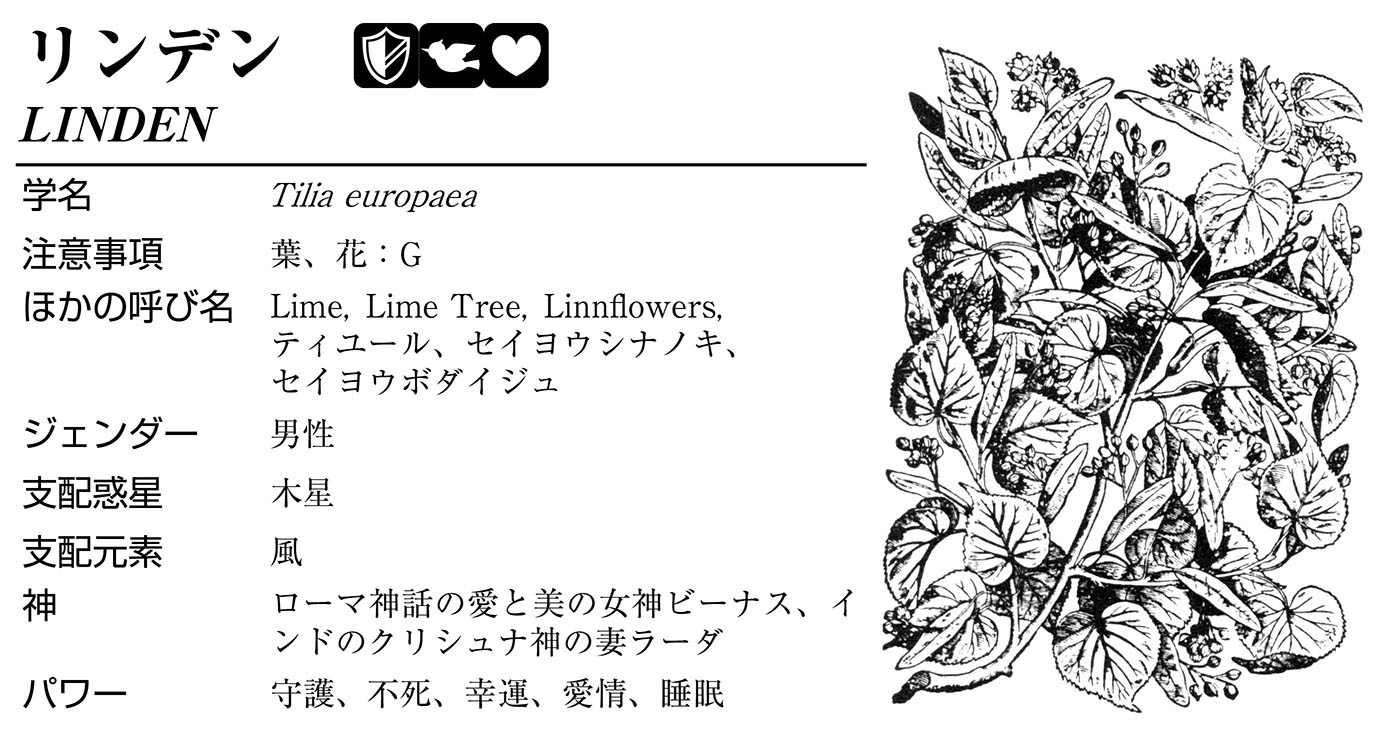 リンデン
LINDEN
学名 Tilia europaea
注意事項 葉、花：G
ほかの呼び名 Lime, Lime Tree, Linnflowers,
ティユール、セイヨウシナノキ、
セイヨウボダイジュ
ジェンダー 男性
支配惑星 木星
支配元素 風
神 ローマ神話の愛と美の女神ビーナス、イ
ンドのクリシュナ神の妻ラーダ
パワー 守護、不死、幸運、愛情、睡眠